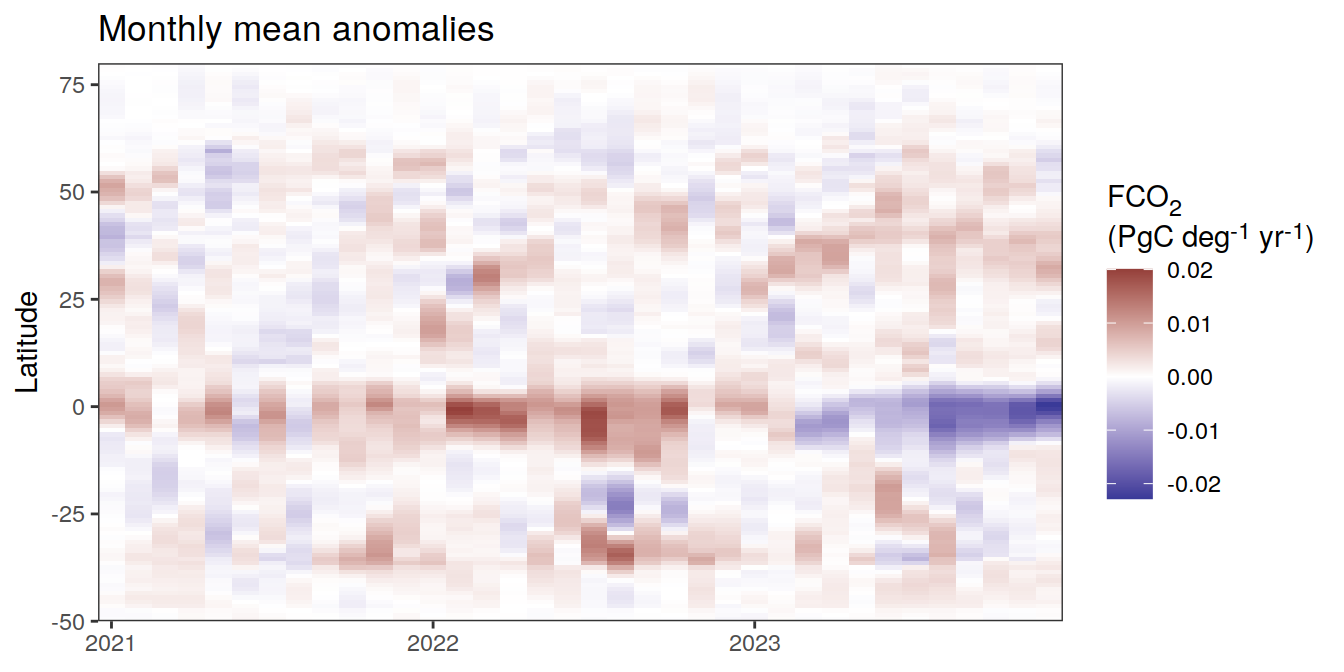 Monthly mean anomalies
75
50
25
0
-25
-50
Latitude
2021 2022 2023
FCO₂
(PgC deg⁻¹ yr⁻¹)
0.02
0.01
0.00
-0.01
-0.02